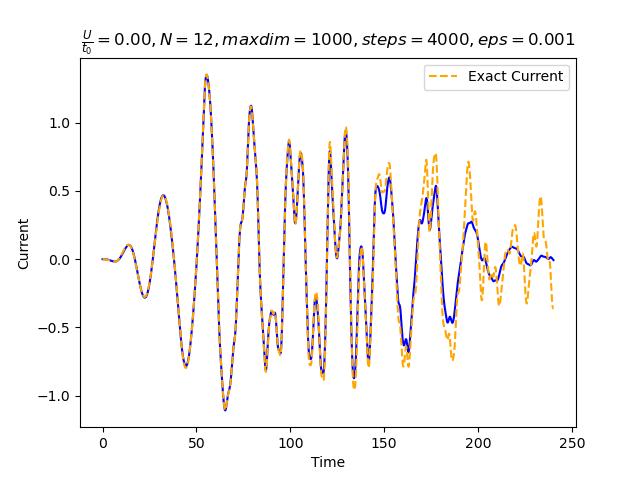 U/t₀ = 0.00, N = 12, maxdim = 1000, steps = 4000, eps = 0.001
Exact Current
Current
1.0
0.5
0.0
−0.5
−1.0
0 50 100 150 200 250
Time